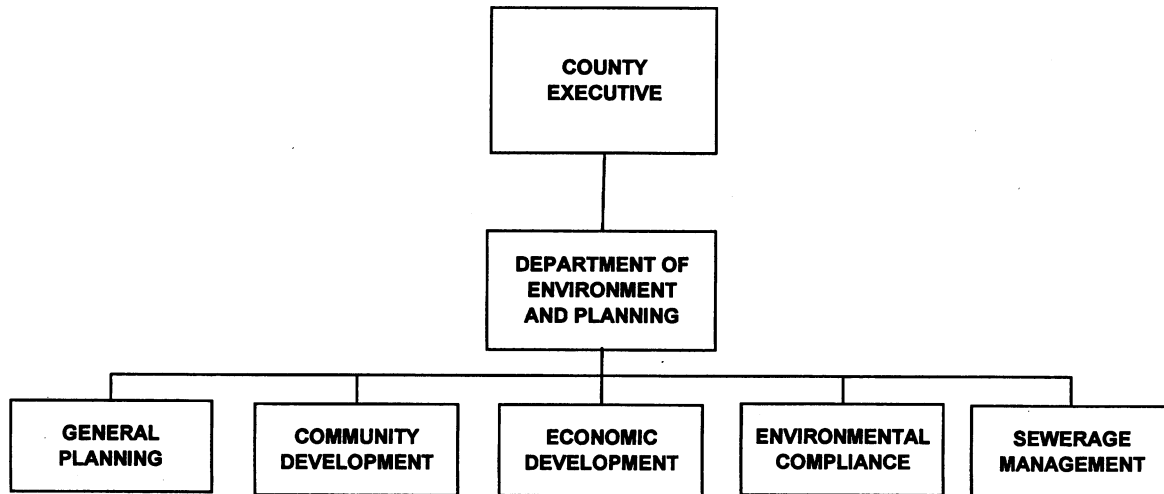 COUNTY
EXECUTIVE
DEPARTMENT OF
ENVIRONMENT
AND PLANNING
GENERAL
PLANNING
COMMUNITY
DEVELOPMENT
ECONOMIC
DEVELOPMENT
ENVIRONMENTAL
COMPLIANCE
SEWERAGE
MANAGEMENT